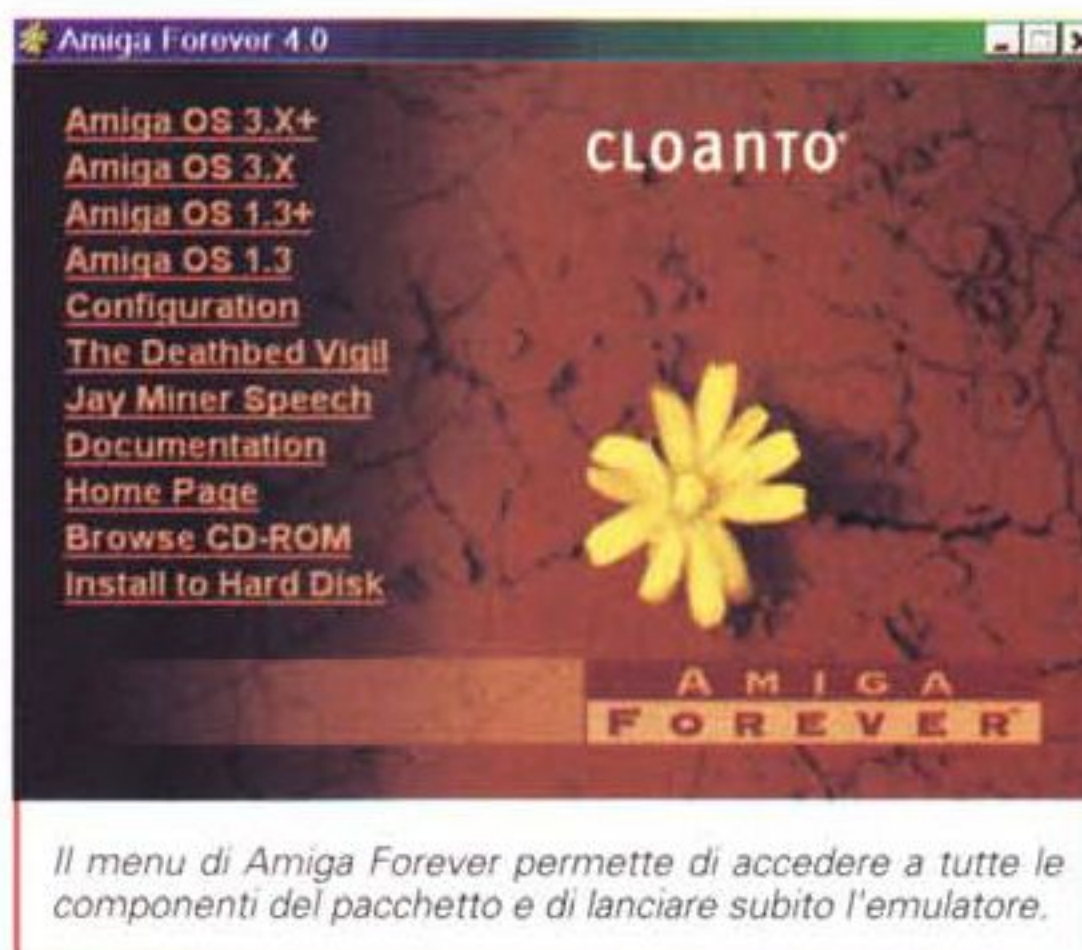 Amiga Forever 4.0
Amiga OS 3.X+
Amiga OS 3.X
Amiga OS 1.3+
Amiga OS 1.3
Configuration
The Deathbed Vigil
Jay Miner Speech
Documentation
Home Page
Browse CD-ROM
Install to Hard Disk
CLOANTO
AMIGA
FOREVER™
Il menu di Amiga Forever permette di accedere a tutte le
componenti del pacchetto e di lanciare subito l'emulatore.